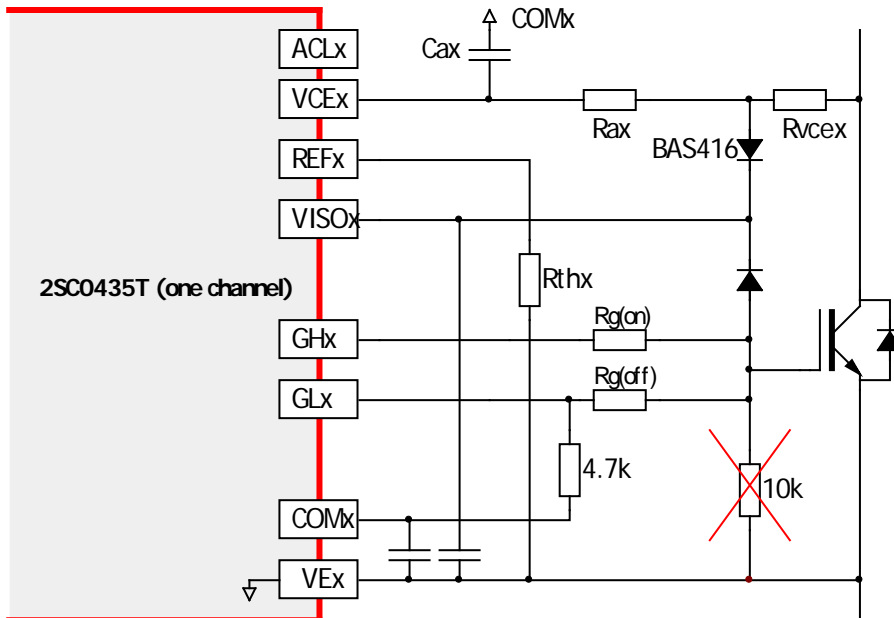 COMx
ACLx
Cax
VCEx
Rax
Rvcex
REFx
BAS416
VISOx
2SC0435T (one channel)
Rthx
Rg(on)
GHx
Rg(off)
GLx
4.7k
10k
COMx
VEx